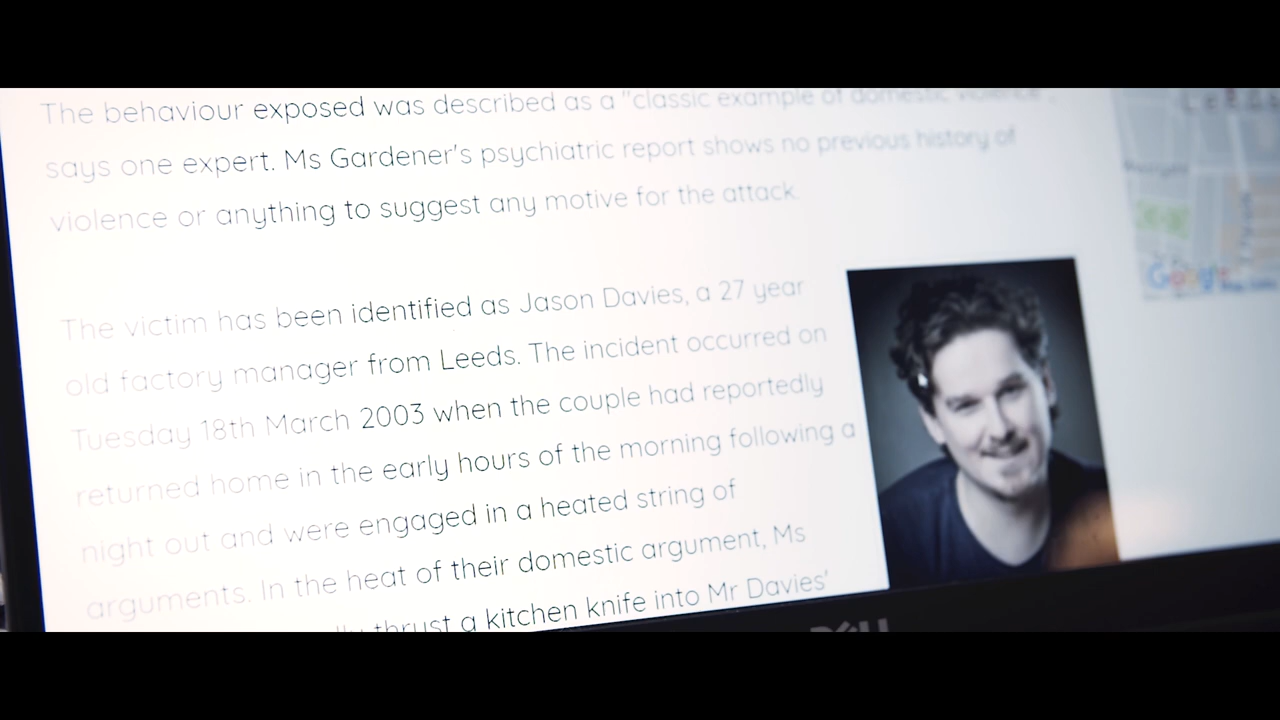 The behaviour exposed was described as a "classic example of domestic violence",
says one expert. Ms Gardener's psychiatric report shows no previous history of
violence or anything to suggest any motive for the attack.
The victim has been identified as Jason Davies, a 27 year
old factory manager from Leeds. The incident occurred on
Tuesday 18th March 2003 when the couple had reportedly
returned home in the early hours of the morning following a
night out and were engaged in a heated string of
arguments. In the heat of their domestic argument, Ms
thrust a kitchen knife into Mr Davies'
Google
DELL